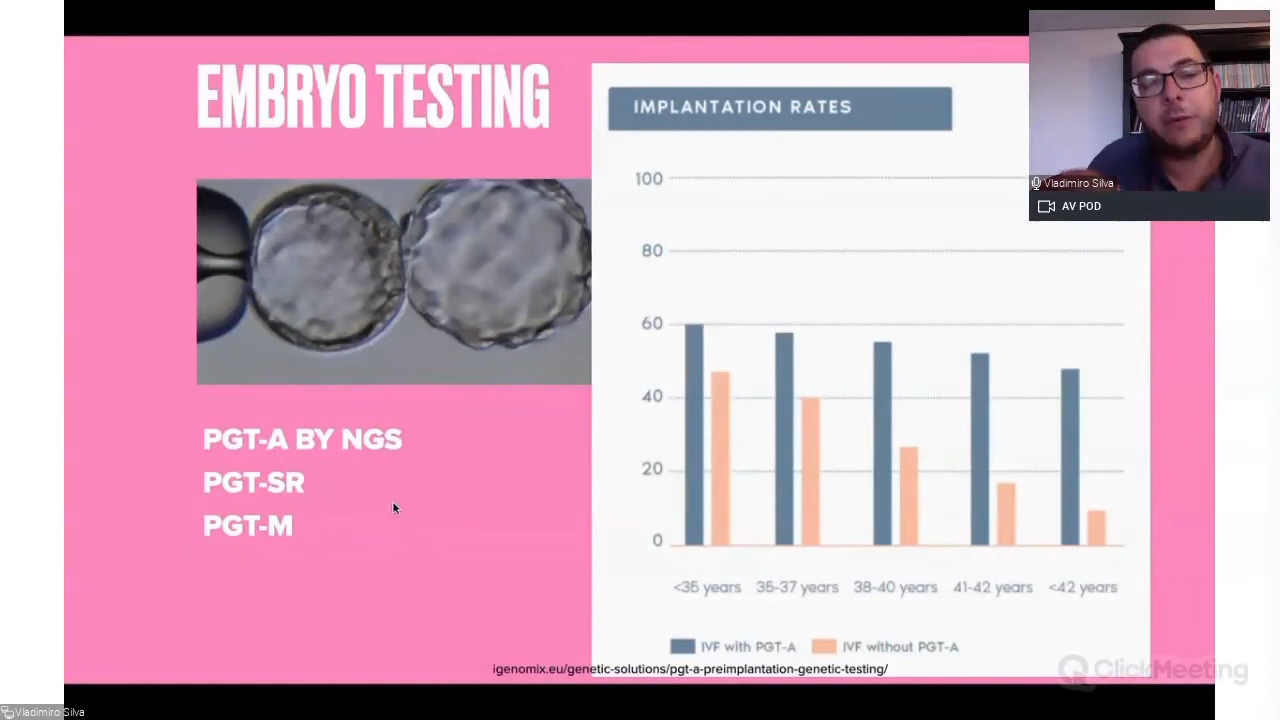 EMBRYO TESTING
IMPLANTATION RATES
100
80
60
40
20
0
<35 years 35-37 years 38-40 years 41-42 years <42 years
IVF with PGT-A IVF without PGT-A
PGT-A BY NGS
PGT-SR
PGT-M
igenomix.eu/genetic-solutions/pgt-a-preimplantation-genetic-testing/
Vladimiro Silva
AV POD
ClickMeeting
Vladimiro Silva